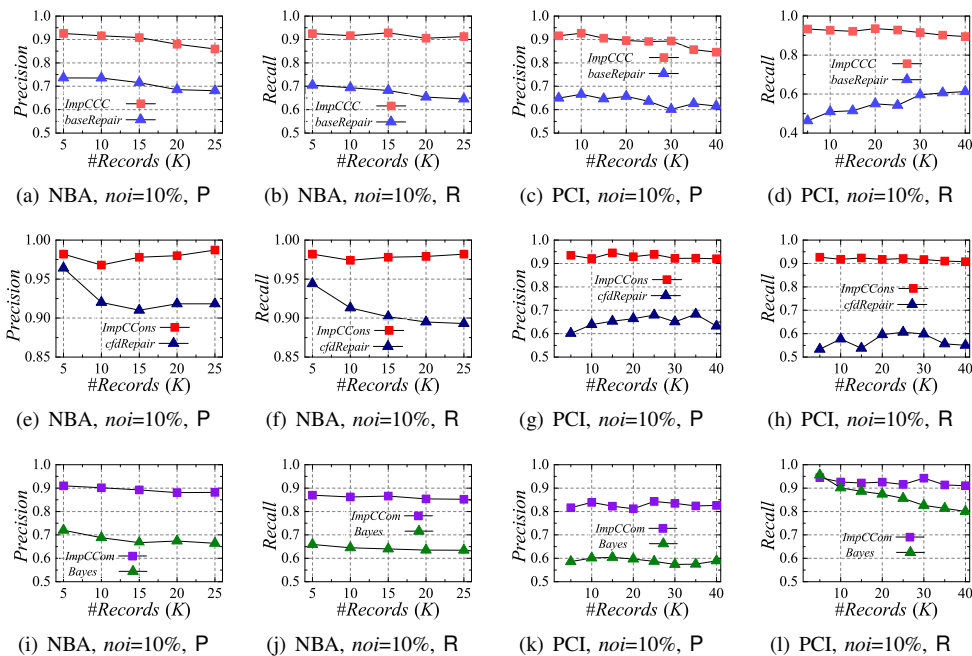 1.0
0.9
0.8
0.7
0.6
0.5
Precision
ImpCCC
baseRepair
5 10 15 20 25
#Records (K)
(a) NBA, noi=10%, P
1.0
0.9
0.8
0.7
0.6
0.5
Recall
ImpCCC
baseRepair
5 10 15 20 25
#Records (K)
(b) NBA, noi=10%, R
1.0
0.9
0.8
0.7
0.6
0.5
Precision
ImpCCC
baseRepair
10 20 30 40
#Records (K)
(c) PCI, noi=10%, P
1.0
0.8
0.6
0.4
Recall
ImpCCC
baseRepair
10 20 30 40
#Records (K)
(d) PCI, noi=10%, R
1.00
0.95
0.90
0.85
Precision
ImpCCons
cfdRepair
5 10 15 20 25
#Records (K)
(e) NBA, noi=10%, P
1.00
0.95
0.90
0.85
Recall
ImpCCons
cfdRepair
5 10 15 20 25
#Records (K)
(f) NBA, noi=10%, R
1.0
0.9
0.8
0.7
0.6
0.5
Precision
ImpCCons
cfdRepair
10 20 30 40
#Records (K)
(g) PCI, noi=10%, P
1.0
0.9
0.8
0.7
0.6
0.5
Recall
ImpCCons
cfdRepair
10 20 30 40
#Records (K)
(h) PCI, noi=10%, R
1.0
0.9
0.8
0.7
0.6
0.5
Precision
ImpCCom
Bayes
5 10 15 20 25
#Records (K)
(i) NBA, noi=10%, P
1.0
0.9
0.8
0.7
0.6
0.5
Recall
ImpCCom
Bayes
5 10 15 20 25
#Records (K)
(j) NBA, noi=10%, R
1.0
0.9
0.8
0.7
0.6
0.5
Precision
ImpCCom
Bayes
10 20 30 40
#Records (K)
(k) PCI, noi=10%, P
1.0
0.9
0.8
0.7
0.6
0.5
Recall
ImpCCom
Bayes
10 20 30 40
#Records (K)
(l) PCI, noi=10%, R